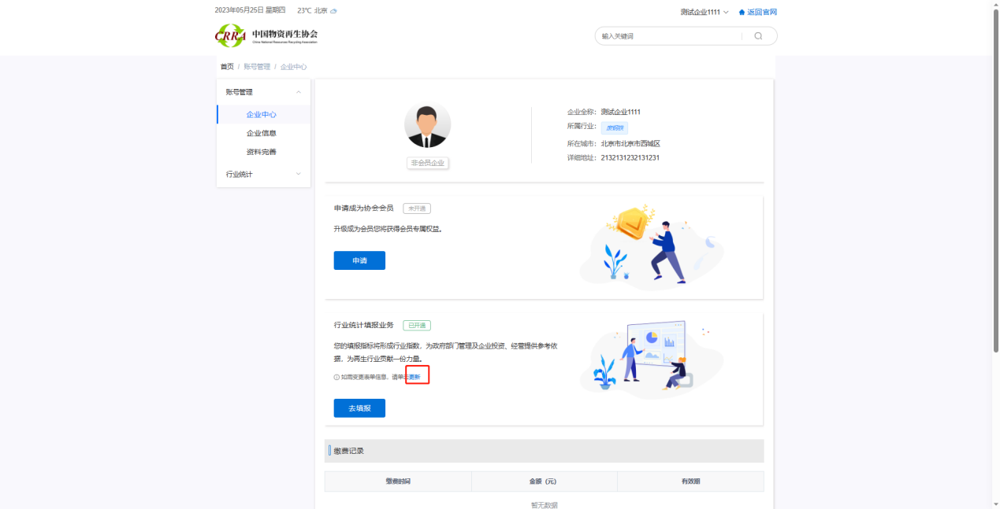 2023年05月25日 星期四 23℃ 北京
测试企业1111 返回官网
CRRA 中国物资再生协会
China National Resources Recycling Association
输入关键词
首页 / 账号管理 / 企业中心
账号管理
企业中心
企业信息
资料完善
行业统计
非会员企业
企业全称: 测试企业1111
所属行业: 废钢铁
所在城市: 北京市北京市西城区
详细地址: 2132131232131231
申请成为协会会员 未开通
升级成为会员您将获得会员专属权益。
申请
行业统计填报业务 已开通
您的填报指标将形成行业指数，为政府部门管理及企业投资、经营提供参考依
据，为再生行业贡献一份力量。
如需变更表单信息，请单击更新
去填报
缴费记录
缴费时间 金额（元） 有效期
暂无数据